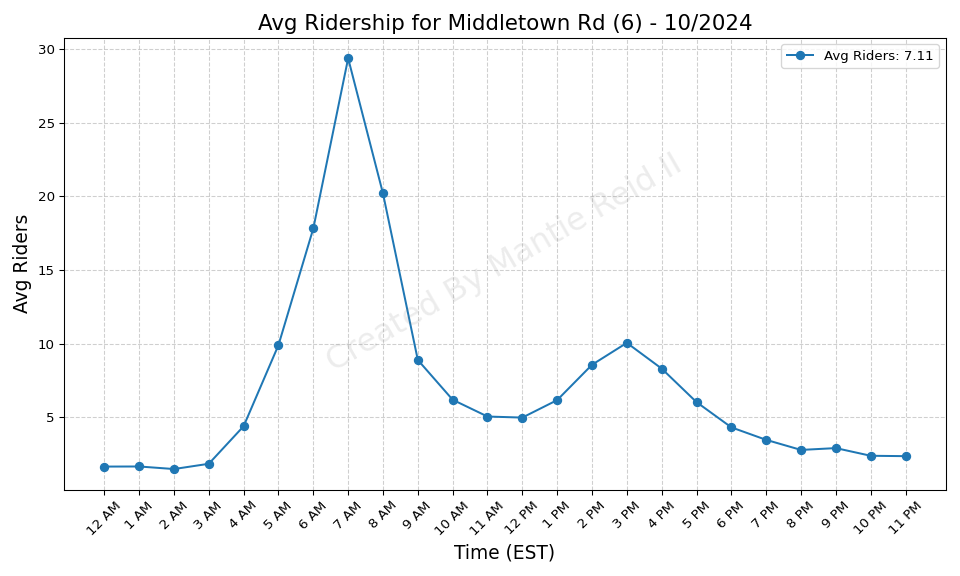 Avg Ridership for Middletown Rd (6) - 10/2024
Avg Riders: 7.11
30
25
20
15
10
5
Avg Riders
Created By Mantie Reid II
12 AM
1 AM
2 AM
3 AM
4 AM
5 AM
6 AM
7 AM
8 AM
9 AM
10 AM
11 AM
12 PM
1 PM
2 PM
3 PM
4 PM
5 PM
6 PM
7 PM
8 PM
9 PM
10 PM
11 PM
Time (EST)